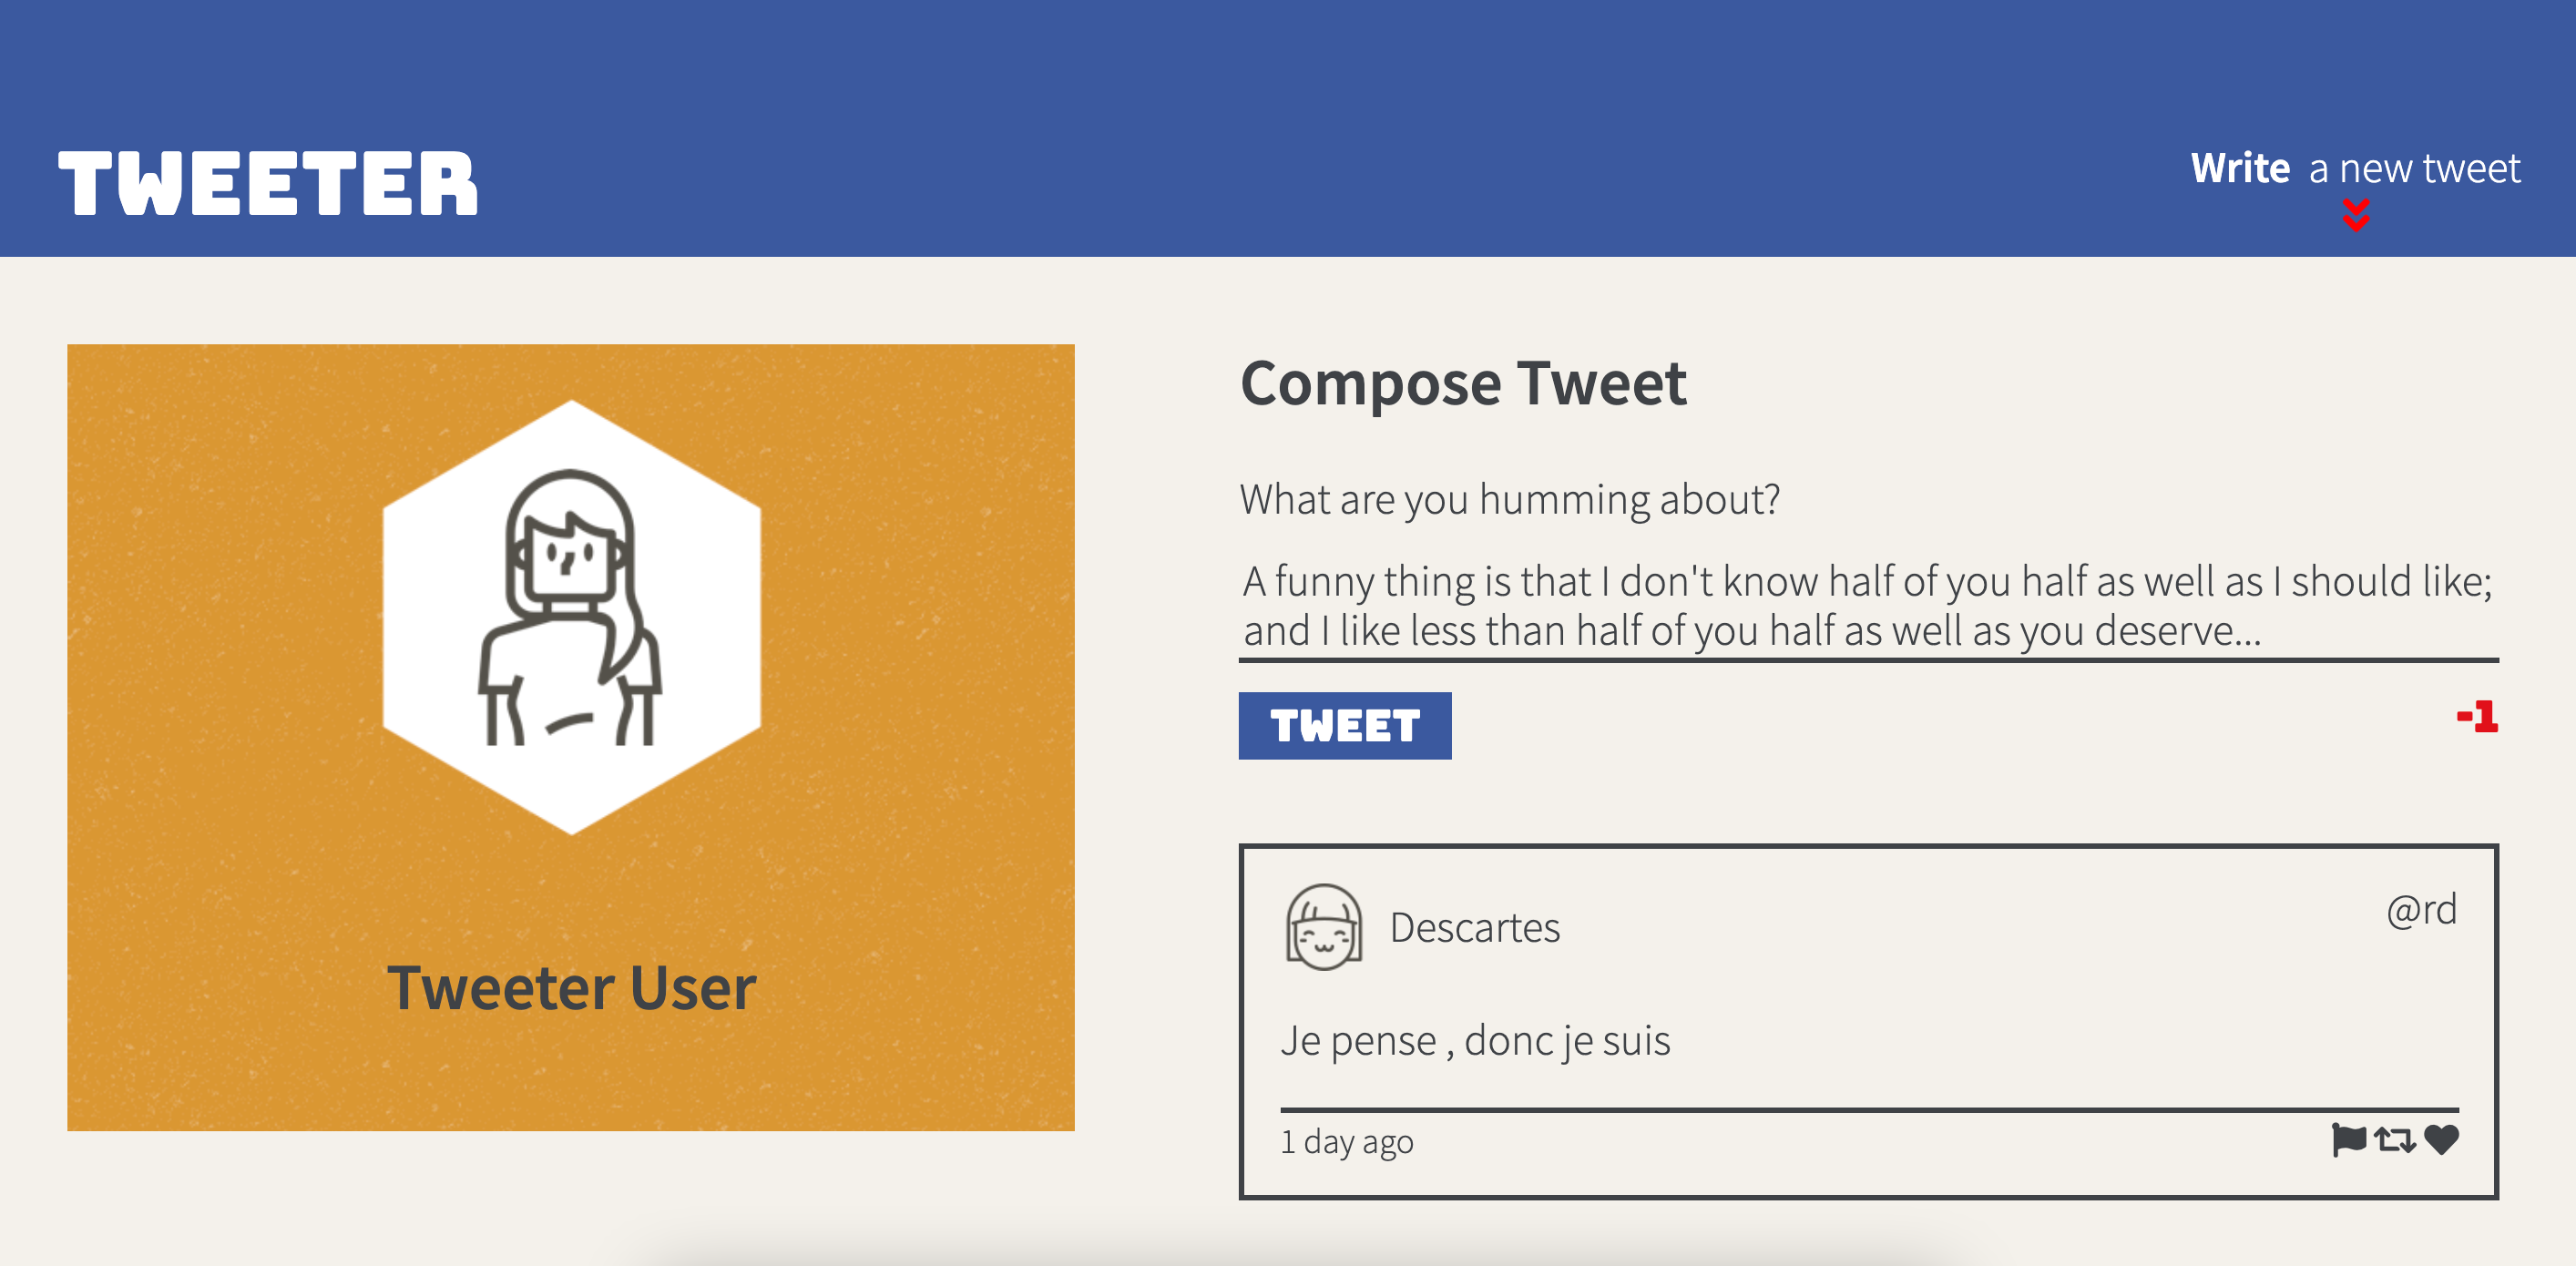 TWEETER
Write a new tweet
Compose Tweet
What are you humming about?
A funny thing is that I don't know half of you half as well as I should like;
and I like less than half of you half as well as you deserve...
TWEET
-1
Tweeter User
Descartes
@rd
Je pense , donc je suis
1 day ago